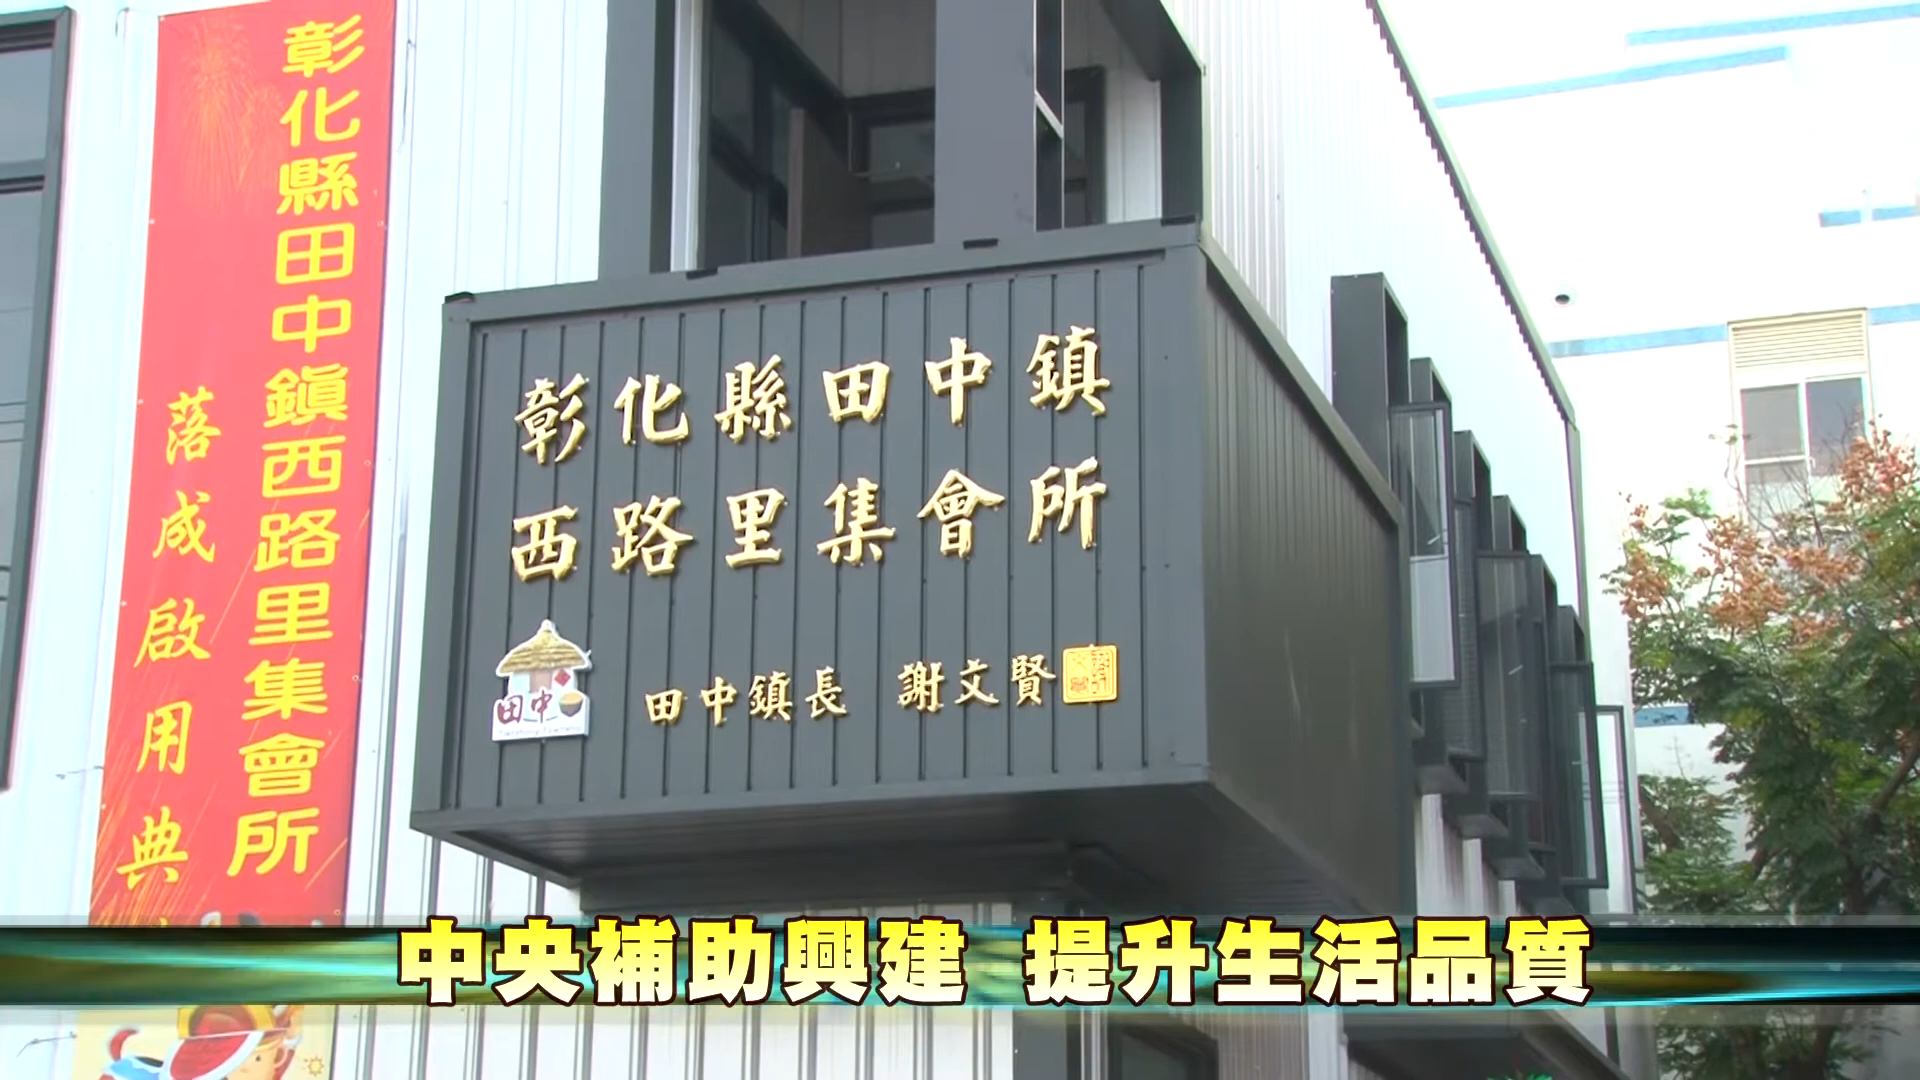 彰化縣田中鎮西路里集會所
落成啟用典
彰化縣田中鎮
西路里集會所
田中
田中鎮長 謝文賢
中央補助興建 提升生活品質